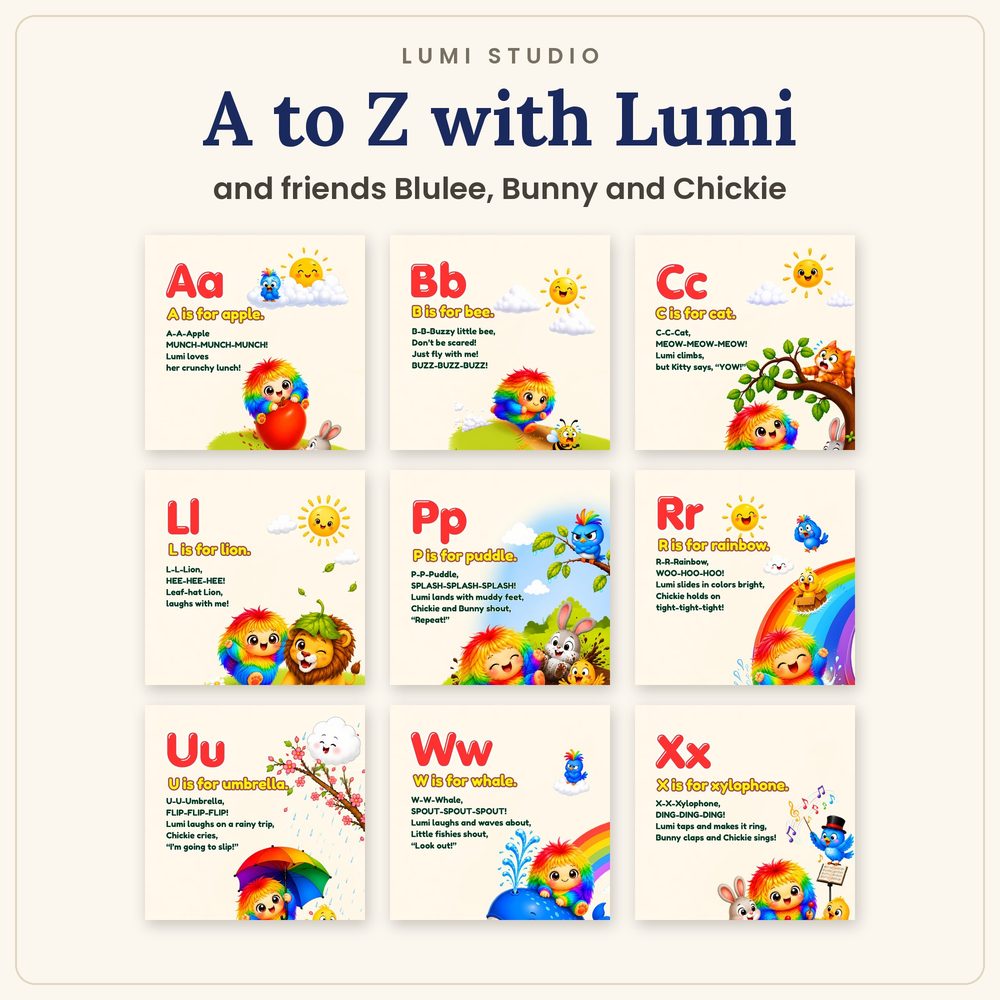 LUMI STUDIO
A to Z with Lumi
and friends Blulee, Bunny and Chickie
Aa
A is for apple.
A-A-Apple
MUNCH-MUNCH-MUNCH!
Lumi loves
her crunchy lunch!
Bb
B is for bee.
B-B-Buzzy little bee,
Don't be scared!
Just fly with me!
BUZZ-BUZZ-BUZZ!
Cc
C is for cat.
C-C-Cat,
MEOW-MEOW-MEOW!
Lumi climbs,
but Kitty says, “YOW!”
Ll
L is for lion.
L-L-Lion,
HEE-HEE-HEE!
Leaf-hat Lion,
laughs with me!
Pp
P is for puddle.
P-P-Puddle,
SPLASH-SPLASH-SPLASH!
Lumi lands with muddy feet,
Chickie and Bunny shout,
“Repeat!”
Rr
R is for rainbow.
R-R-Rainbow,
WOO-HOO-HOO!
Lumi slides in colors bright,
Chickie holds on
tight-tight-tight!
Uu
U is for umbrella.
U-U-Umbrella,
FLIP-FLIP-FLIP!
Lumi laughs on a rainy trip,
Chickie cries,
“I'm going to slip!”
Ww
W is for whale.
W-W-Whale,
SPOUT-SPOUT-SPOUT!
Lumi laughs and waves about,
Little fishies shout,
“Look out!”
Xx
X is for xylophone.
X-X-Xylophone,
DING-DING-DING!
Lumi taps and makes it ring,
Bunny claps and Chickie sings!